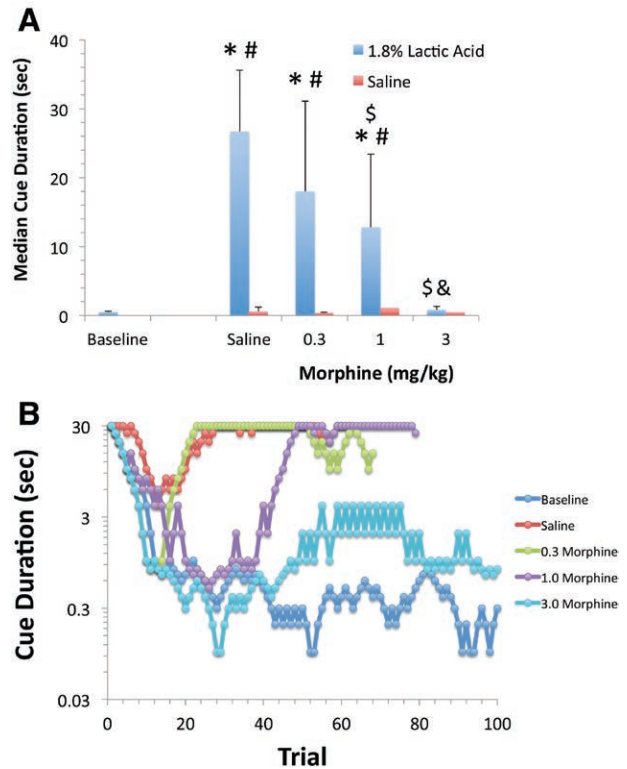 A
Median Cue Duration (sec)
40
30
20
10
0
1.8% Lactic Acid
Saline
* #
* #
$
* #
$ &
Baseline
Saline
0.3
1
3
Morphine (mg/kg)
B
Cue Duration (sec)
30
3
0.3
0.03
0
20
40
60
80
100
Trial
Baseline
Saline
0.3 Morphine
1.0 Morphine
3.0 Morphine